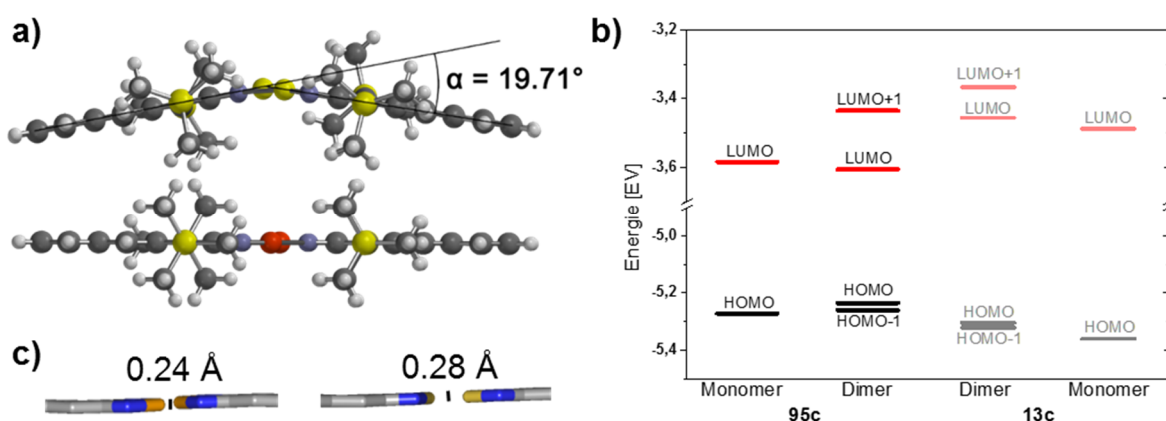 a)
α = 19.71°
b)
Energie [EV]
-3,2
-3,4
-3,6
-5,0
-5,2
-5,4
LUMO
HOMO
LUMO+1
LUMO
HOMO
HOMO-1
LUMO+1
LUMO
HOMO
HOMO-1
LUMO
HOMO
Monomer Dimer Dimer Monomer
95c 13c
c)
0.24 Å 0.28 Å